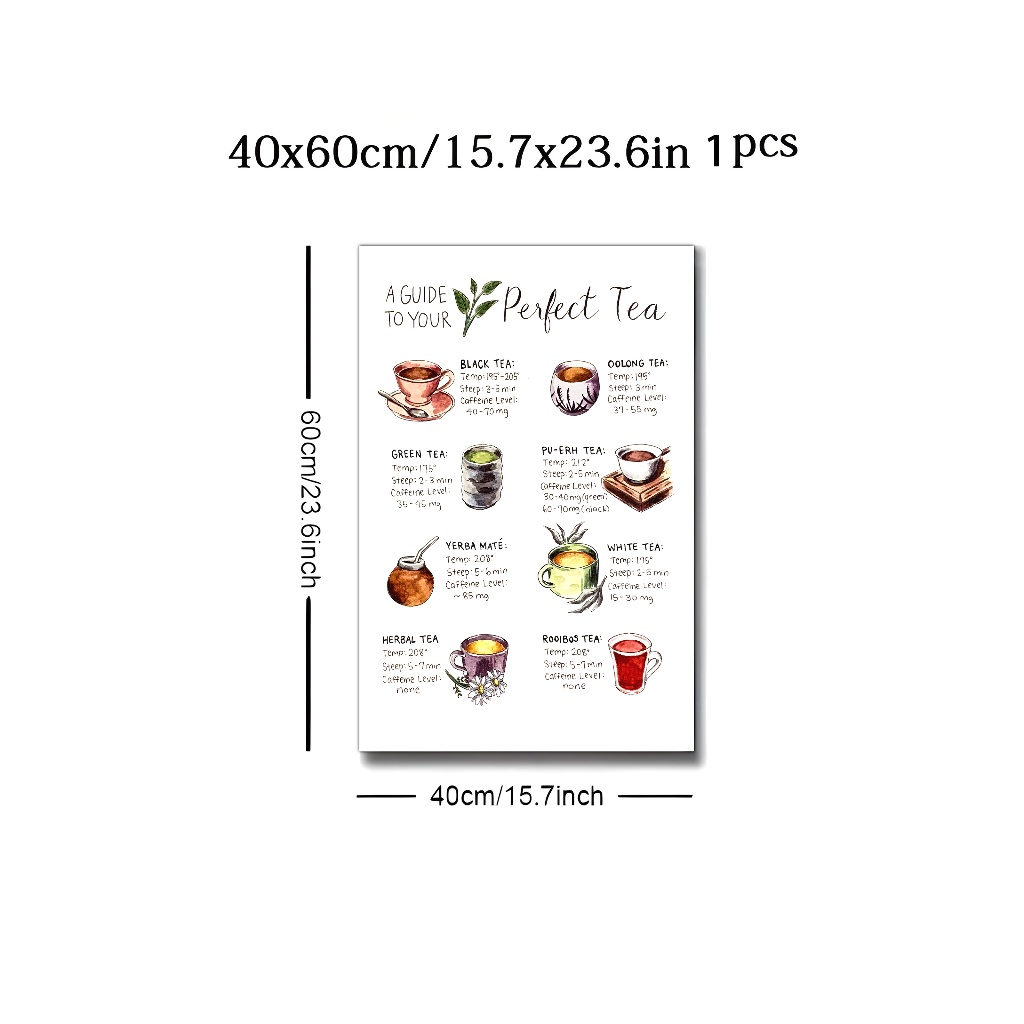 40x60cm/15.7x23.6in 1pcs
60cm/23.6inch
A GUIDE
TO YOUR
Perfect Tea
BLACK TEA:
Temp: 195°-205°
Steep: 3-5 min
Caffeine Level:
40-70mg
OOLONG TEA:
Temp: 195°
Steep: 3 min
Caffeine Level:
37-55 mg
GREEN TEA:
Temp: 175°
Steep: 2-3 min
Caffeine Level:
35-45 mg
PU-ERH TEA:
Temp: 212°
Steep: 2-5 min
Caffeine Level:
30-40mg (green)
60-70mg (black)
YERBA MATÉ:
Temp: 208°
Steep: 5-6 min
Caffeine Level:
~ 85 mg
WHITE TEA:
Temp: 175°
Steep: 2-5 min
Caffeine Level:
15-30 mg
HERBAL TEA
Temp: 208°
Steep: 5-7 min
Caffeine Level:
none
ROOIBOS TEA:
Temp: 208°
Steep: 5-7 min
Caffeine Level:
none
40cm/15.7inch